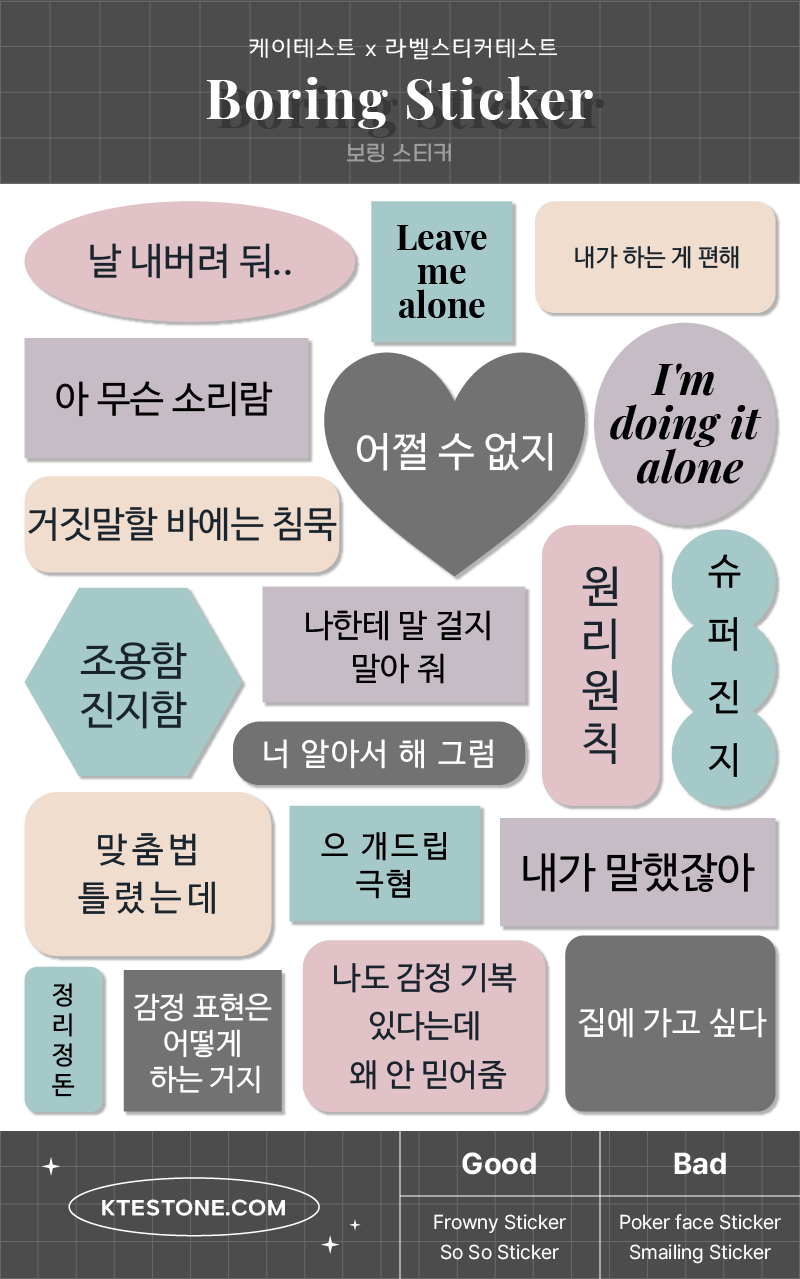 케이테스트 x 라벨스티커테스트
Boring Sticker
보링 스티커
날 내버려 둬..
Leave
me
alone
내가 하는 게 편해
아 무슨 소리람
어쩔 수 없지
I'm
doing it
alone
거짓말할 바에는 침묵
원
리
원
칙
슈
퍼
진
지
조용함
진지함
나한테 말 걸지
말아 줘
너 알아서 해 그럼
맞춤법
틀렸는데
으 개드립
극혐
내가 말했잖아
정
리
정
돈
감정 표현은
어떻게
하는 거지
나도 감정 기복
있다는데
왜 안 믿어줌
집에 가고 싶다
KTESTONE.COM
Good
Bad
Frowny Sticker
So So Sticker
Poker face Sticker
Smailing Sticker